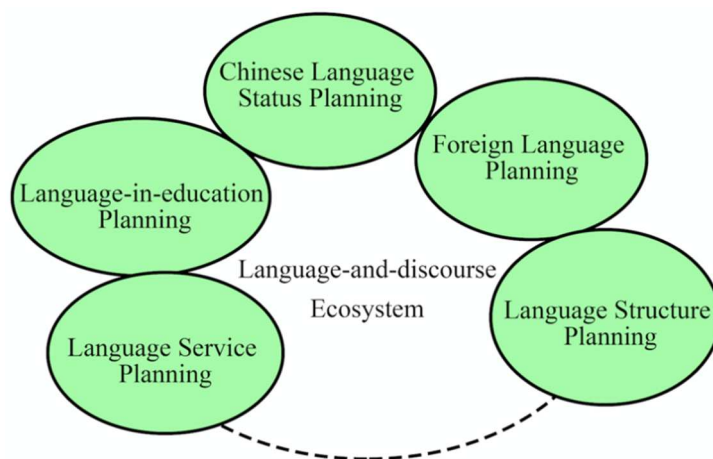 Chinese Language
Status Planning
Foreign Language
Planning
Language-in-education
Planning
Language-and-discourse
Ecosystem
Language Structure
Planning
Language Service
Planning